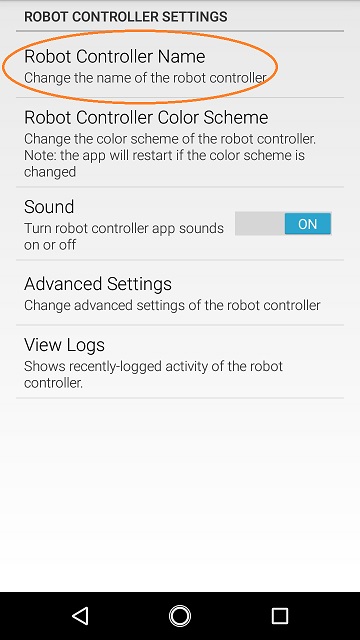 ROBOT CONTROLLER SETTINGS
Robot Controller Name
Change the name of the robot controller
Robot Controller Color Scheme
Change the color scheme of the robot controller.
Note: the app will restart if the color scheme is
changed
Sound
Turn robot controller app sounds
on or off
ON
Advanced Settings
Change advanced settings of the robot controller
View Logs
Shows recently-logged activity of the robot
controller.